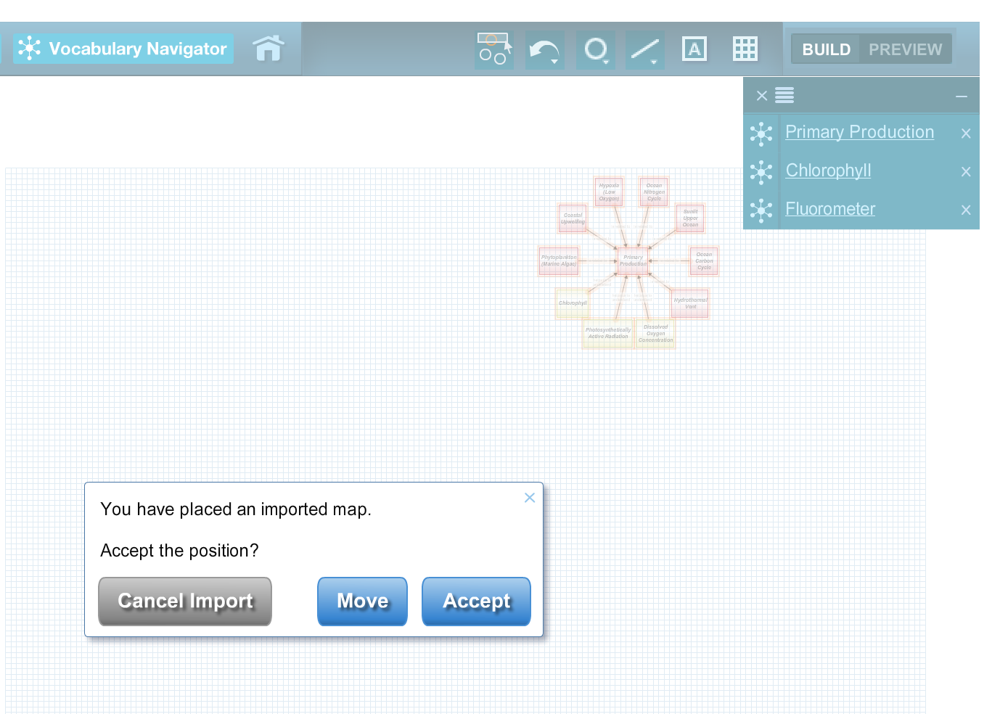 Vocabulary Navigator
A
BUILD PREVIEW
Primary Production
Chlorophyll
Fluorometer
Hypoxia
(Low
Oxygen)
Ocean
Nitrogen
Cycle
Coastal
Upwelling
Sunlit
Upper
Ocean
Phytoplankton
(Marine Algae)
Primary
Production
Ocean
Carbon
Cycle
Chlorophyll
Hydrothermal
Vent
Photosynthetically
Active Radiation
Dissolved
Oxygen
Concentration
You have placed an imported map.
Accept the position?
Cancel Import
Move
Accept